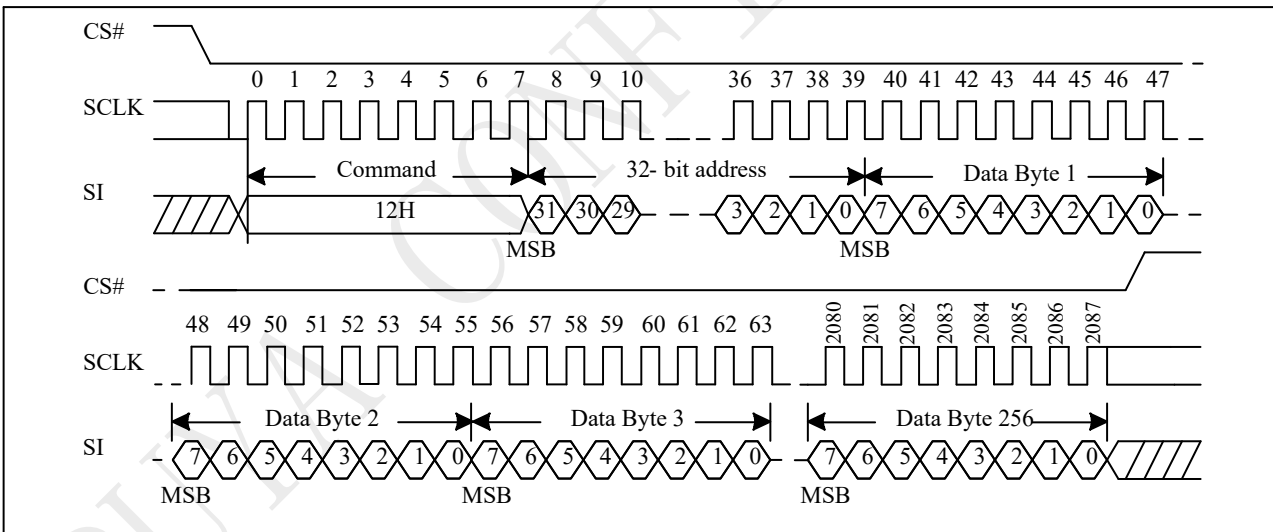 CS#
0 1 2 3 4 5 6 7 8 9 10 36 37 38 39 40 41 42 43 44 45 46 47
SCLK
Command 32- bit address Data Byte 1
SI
12H 31 30 29 3 2 1 0 7 6 5 4 3 2 1 0
MSB MSB
CS#
48 49 50 51 52 53 54 55 56 57 58 59 60 61 62 63 2080 2081 2082 2083 2084 2085 2086 2087
SCLK
Data Byte 2 Data Byte 3 Data Byte 256
SI
7 6 5 4 3 2 1 0 7 6 5 4 3 2 1 0 7 6 5 4 3 2 1 0
MSB MSB MSB
PUYA CONF